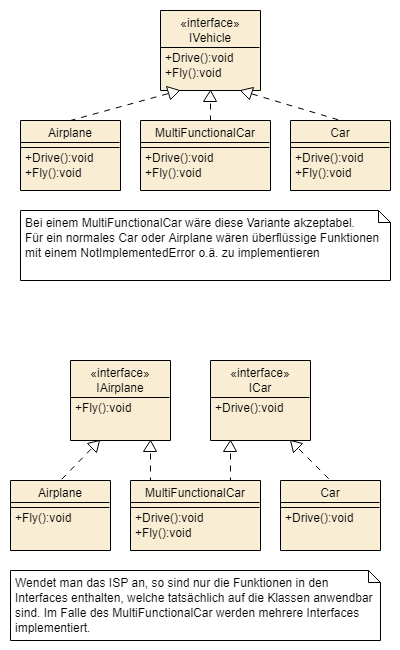 «interface»
IVehicle
+Drive():void
+Fly():void
Airplane
+Drive():void
+Fly():void
MultiFunctionalCar
+Drive():void
+Fly():void
Car
+Drive():void
+Fly():void
Bei einem MultiFunctionalCar wäre diese Variante akzeptabel.
Für ein normales Car oder Airplane wären überflüssige Funktionen
mit einem NotImplementedError o.ä. zu implementieren
«interface»
IAirplane
+Fly():void
«interface»
ICar
+Drive():void
Airplane
+Fly():void
MultiFunctionalCar
+Drive():void
+Fly():void
Car
+Drive():void
Wendet man das ISP an, so sind nur die Funktionen in den
Interfaces enthalten, welche tatsächlich auf die Klassen anwendbar
sind. Im Falle des MultiFunctionalCar werden mehrere Interfaces
implementiert.